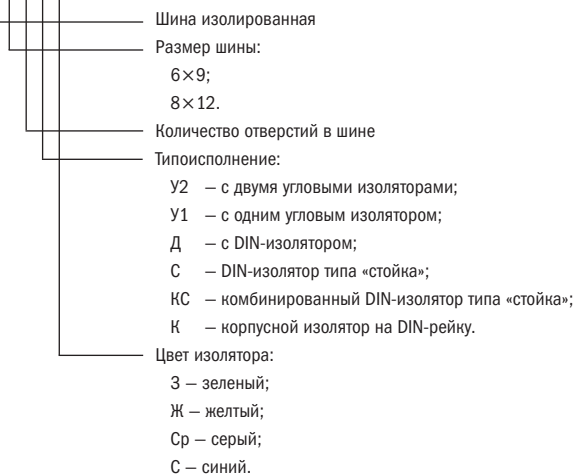 Шина изолированная
Размер шины:
6×9;
8×12.
Количество отверстий в шине
Типоисполнение:
У2 — с двумя угловыми изоляторами;
У1 — с одним угловым изолятором;
Д — с DIN-изолятором;
С — DIN-изолятор типа «стойка»;
КС — комбинированный DIN-изолятор типа «стойка»;
К — корпусной изолятор на DIN-рейку.
Цвет изолятора:
З — зеленый;
Ж — желтый;
Ср — серый;
С — синий.